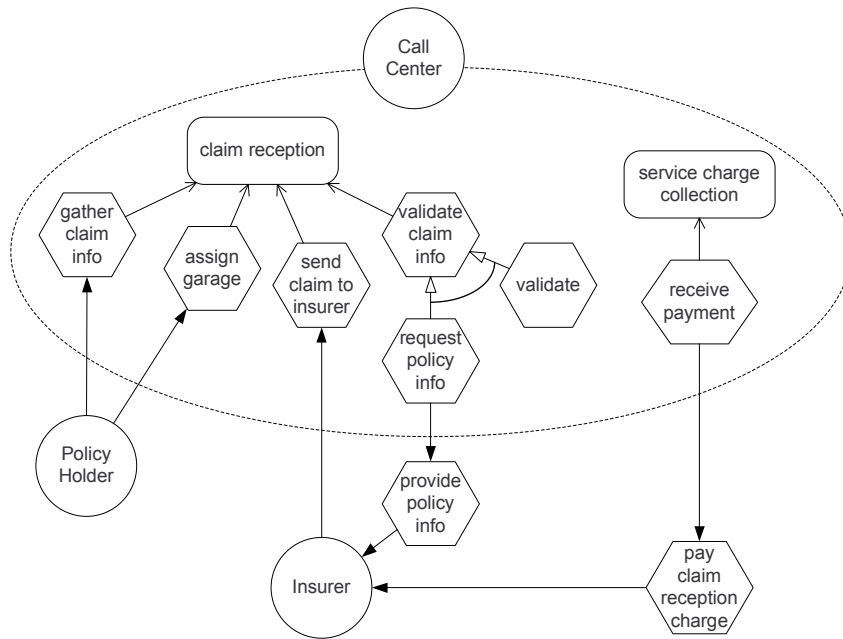 Call
Center
claim reception
service charge
collection
gather
claim
info
assign
garage
send
claim to
insurer
validate
claim
info
validate
receive
payment
request
policy
info
Policy
Holder
provide
policy
info
Insurer
pay
claim
reception
charge